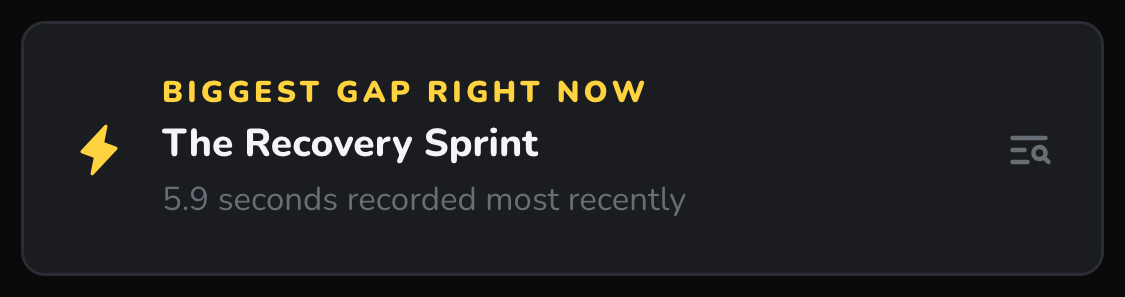 BIGGEST GAP RIGHT NOW
The Recovery Sprint
5.9 seconds recorded most recently